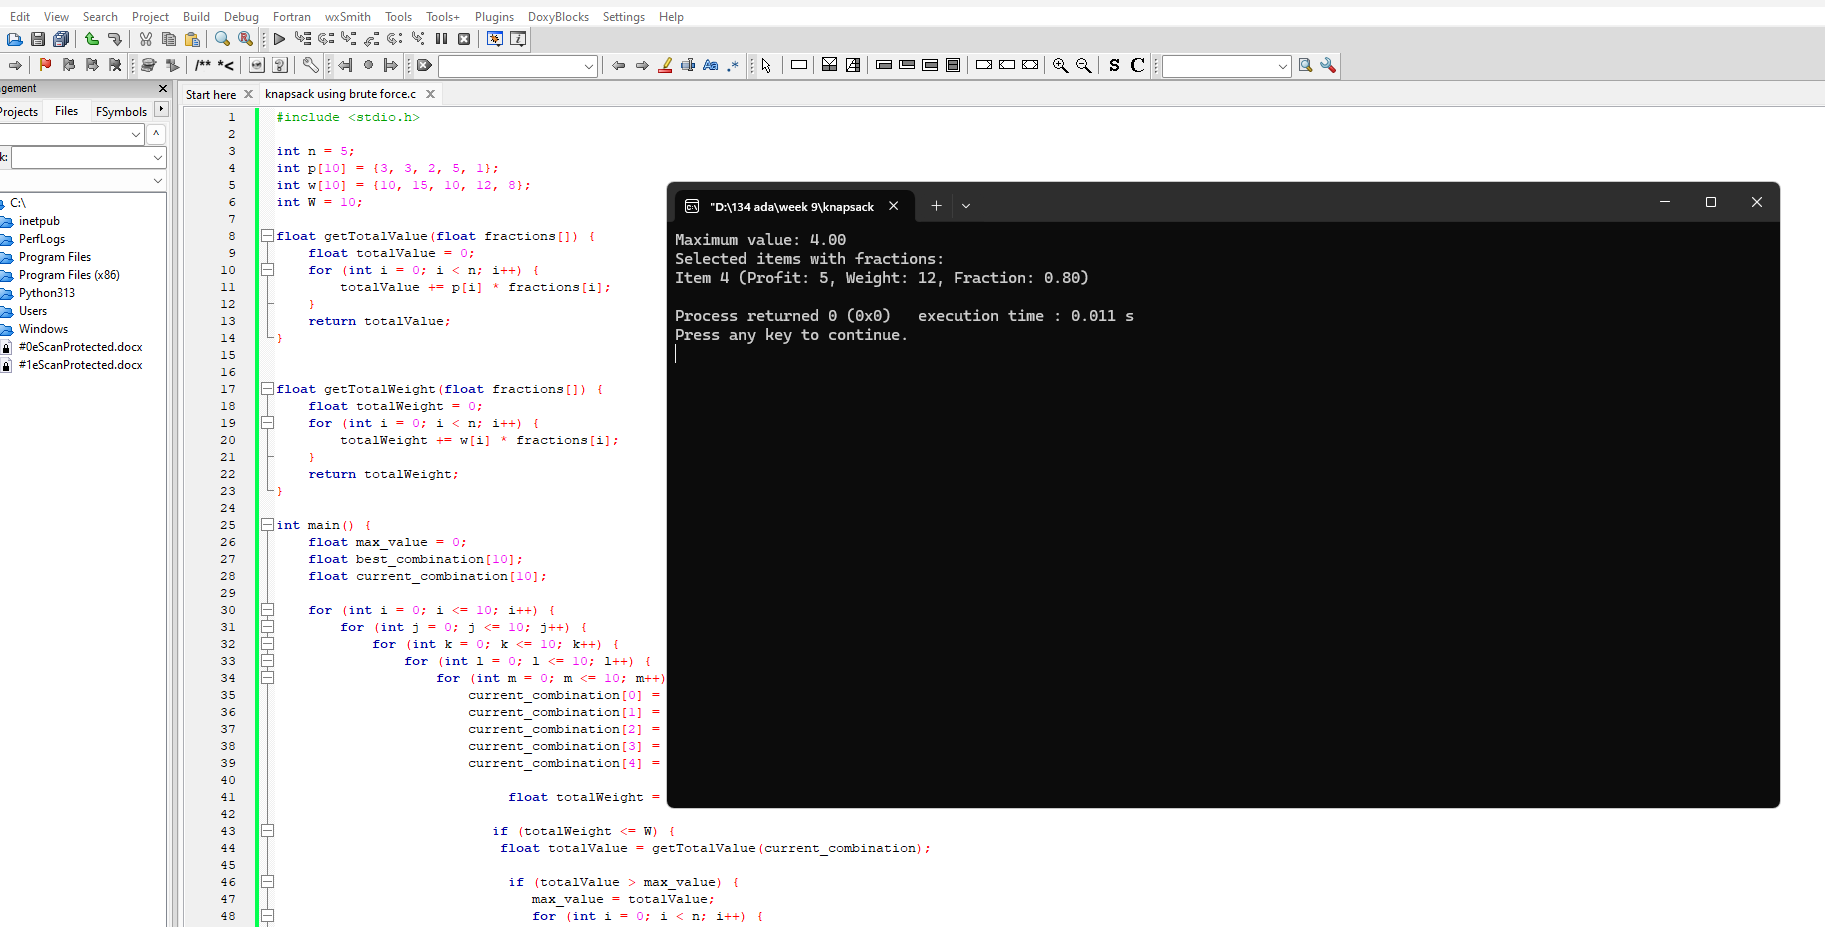 Edit View Search Project Build Debug Fortran wxSmith Tools Tools+ Plugins DoxyBlocks Settings Help
/** *<
S C
gement
Projects Files FSymbols
k:
C:\
inetpub
PerfLogs
Program Files
Program Files (x86)
Python313
Users
Windows
#0eScanProtected.docx
#1eScanProtected.docx
Start here knapsack using brute force.c
1 #include <stdio.h>
2
3 int n = 5;
4 int p[10] = {3, 3, 2, 5, 1};
5 int w[10] = {10, 15, 10, 12, 8};
6 int W = 10;
7
8 float getTotalValue(float fractions[]) {
9 float totalValue = 0;
10 for (int i = 0; i < n; i++) {
11 totalValue += p[i] * fractions[i];
12 }
13 return totalValue;
14 }
15
16
17 float getTotalWeight(float fractions[]) {
18 float totalWeight = 0;
19 for (int i = 0; i < n; i++) {
20 totalWeight += w[i] * fractions[i];
21 }
22 return totalWeight;
23 }
24
25 int main() {
26 float max_value = 0;
27 float best_combination[10];
28 float current_combination[10];
29
30 for (int i = 0; i <= 10; i++) {
31 for (int j = 0; j <= 10; j++) {
32 for (int k = 0; k <= 10; k++) {
33 for (int l = 0; l <= 10; l++) {
34 for (int m = 0; m <= 10; m++)
35 current_combination[0] =
36 current_combination[1] =
37 current_combination[2] =
38 current_combination[3] =
39 current_combination[4] =
40
41 float totalWeight =
42
43 if (totalWeight <= W) {
44 float totalValue = getTotalValue(current_combination);
45
46 if (totalValue > max_value) {
47 max_value = totalValue;
48 for (int i = 0; i < n; i++) {
"D:\134 ada\week 9\knapsack
Maximum value: 4.00
Selected items with fractions:
Item 4 (Profit: 5, Weight: 12, Fraction: 0.80)
Process returned 0 (0x0) execution time : 0.011 s
Press any key to continue.